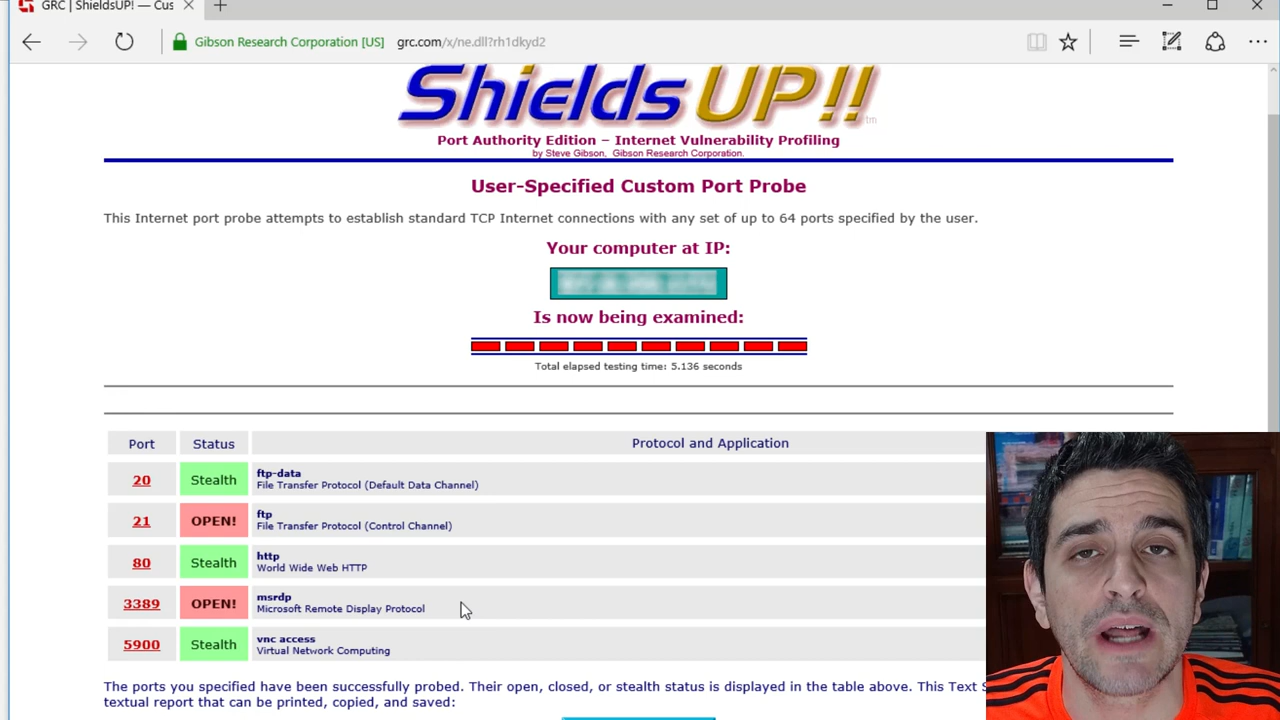 GRC | ShieldsUP! — Cus
Gibson Research Corporation [US] grc.com/x/ne.dll?rh1dkyd2
ShieldsUP!!
tm
Port Authority Edition – Internet Vulnerability Profiling
by Steve Gibson, Gibson Research Corporation.
User-Specified Custom Port Probe
This Internet port probe attempts to establish standard TCP Internet connections with any set of up to 64 ports specified by the user.
Your computer at IP:
Is now being examined:
Total elapsed testing time: 5.136 seconds
Port Status Protocol and Application
20 Stealth ftp-data
File Transfer Protocol (Default Data Channel)
21 OPEN! ftp
File Transfer Protocol (Control Channel)
80 Stealth http
World Wide Web HTTP
3389 OPEN! msrdp
Microsoft Remote Display Protocol
5900 Stealth vnc access
Virtual Network Computing
The ports you specified have been successfully probed. Their open, closed, or stealth status is displayed in the table above. This Text S
textual report that can be printed, copied, and saved: